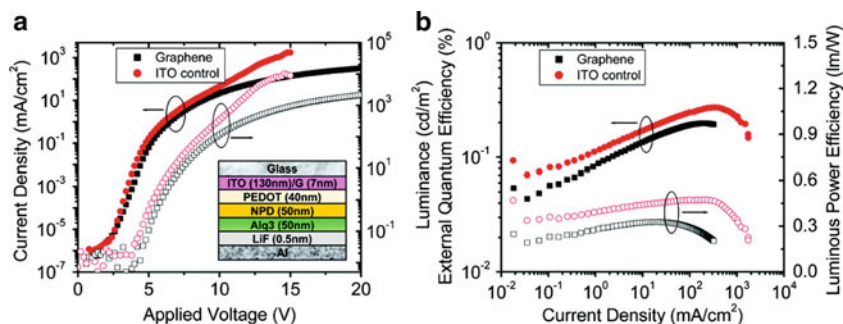 a
Current Density (mA/cm²)
10³
10¹
10⁻¹
10⁻³
10⁻⁵
10⁻⁷
Graphene
ITO control
Glass
ITO (130nm)/G (7nm)
PEDOT (40nm)
NPD (50nm)
Alq3 (50nm)
LiF (0.5nm)
Al
10⁵
10³
10¹
10⁻¹
Luminance (cd/m²)
0 5 10 15 20
Applied Voltage (V)
b
External Quantum Efficiency (%)
10⁰
10⁻¹
10⁻²
Graphene
ITO control
1.5
1.2
0.9
0.6
0.3
0.0
Luminous Power Efficiency (lm/W)
10⁻² 10⁻¹ 10⁰ 10¹ 10² 10³ 10⁴
Current Density (mA/cm²)